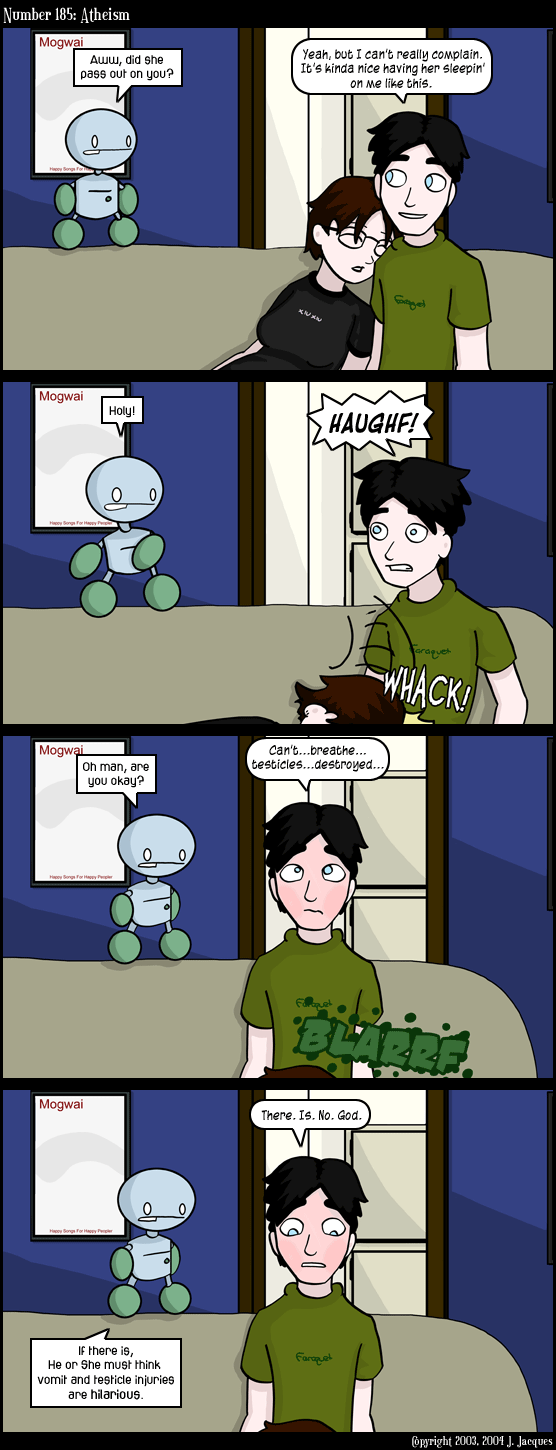 Number 185: Atheism
Mogwai
Happy Songs For Happy People
Aww, did she
pass out on you?
Yeah, but I can't really complain.
It's kinda nice having her sleepin'
on me like this.
XIU XIU
Faraquet
Mogwai
Happy Songs For Happy People
Holy!
HAUGHF!
Faraquet
WHACK!
Mogwai
Happy Songs For Happy People
Oh man, are
you okay?
Can't...breathe...
testicles...destroyed...
Faraquet
BLARRF
Mogwai
Happy Songs For Happy People
There. Is. No. God.
Faraquet
If there is,
He or She must think
vomit and testicle injuries
are hilarious.
Copyright 2003, 2004 J. Jacques